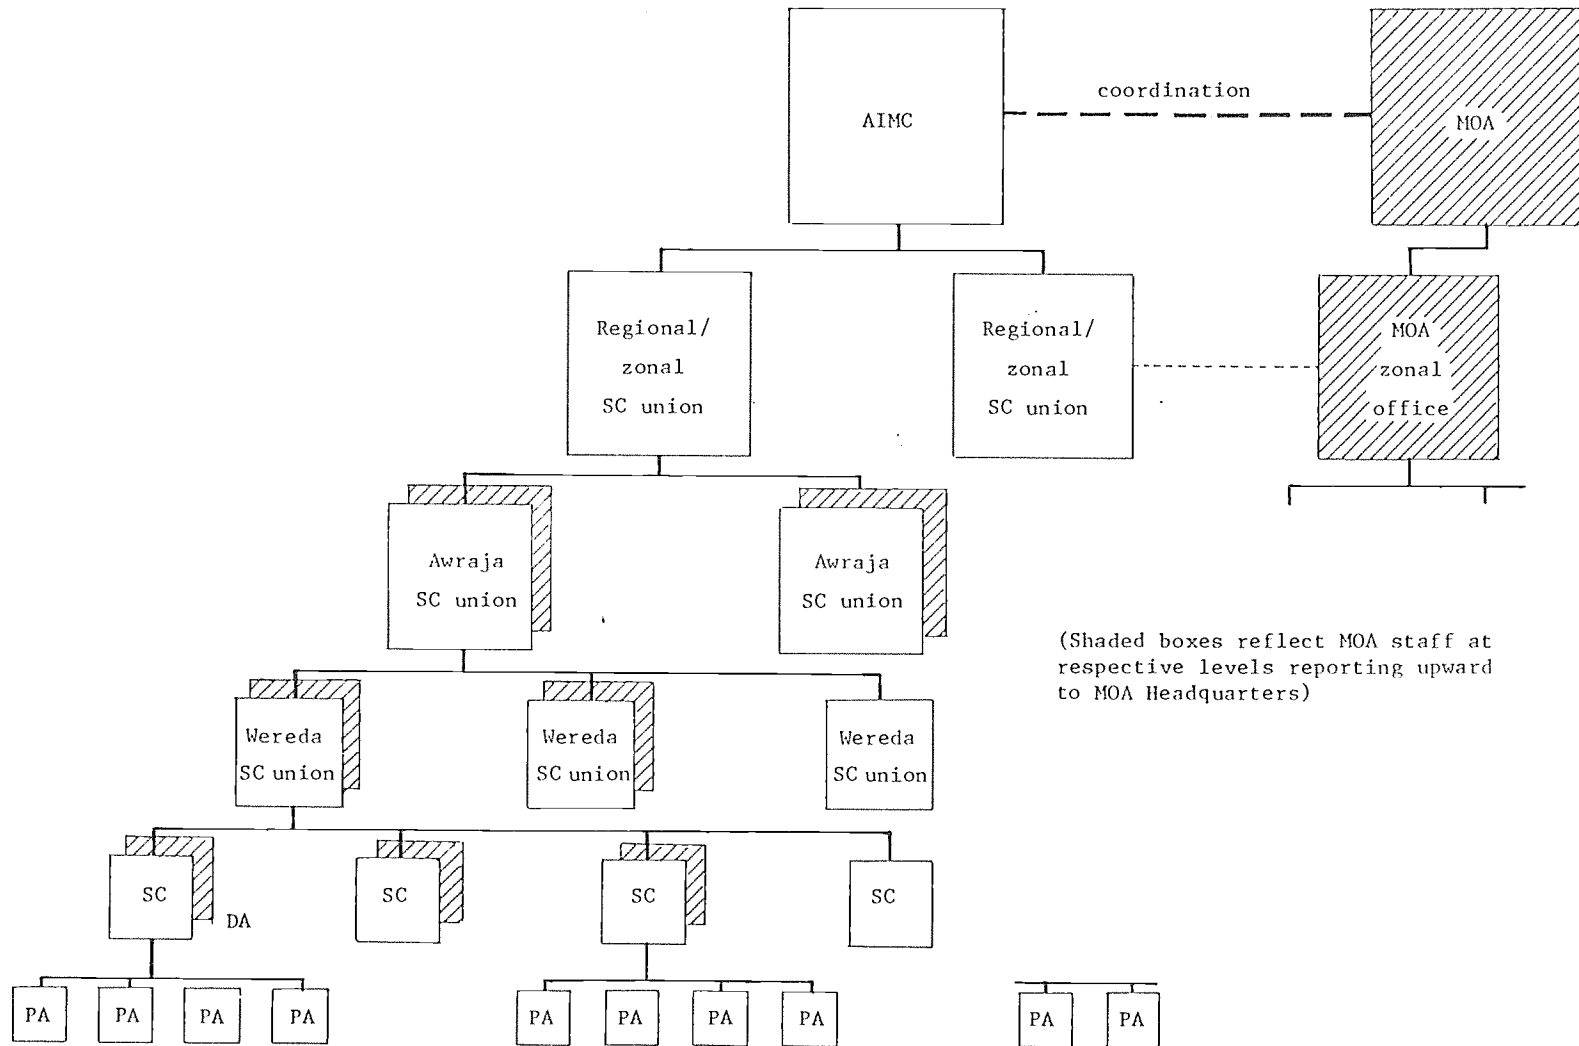 coordination
AIMC
MOA
Regional/
zonal
SC union
Regional/
zonal
SC union
MOA
zonal
office
Awraja
SC union
Awraja
SC union
(Shaded boxes reflect MOA staff at
respective levels reporting upward
to MOA Headquarters)
Wereda
SC union
Wereda
SC union
Wereda
SC union
SC
DA
SC
SC
SC
PA
PA
PA
PA
PA
PA
PA
PA
PA
PA